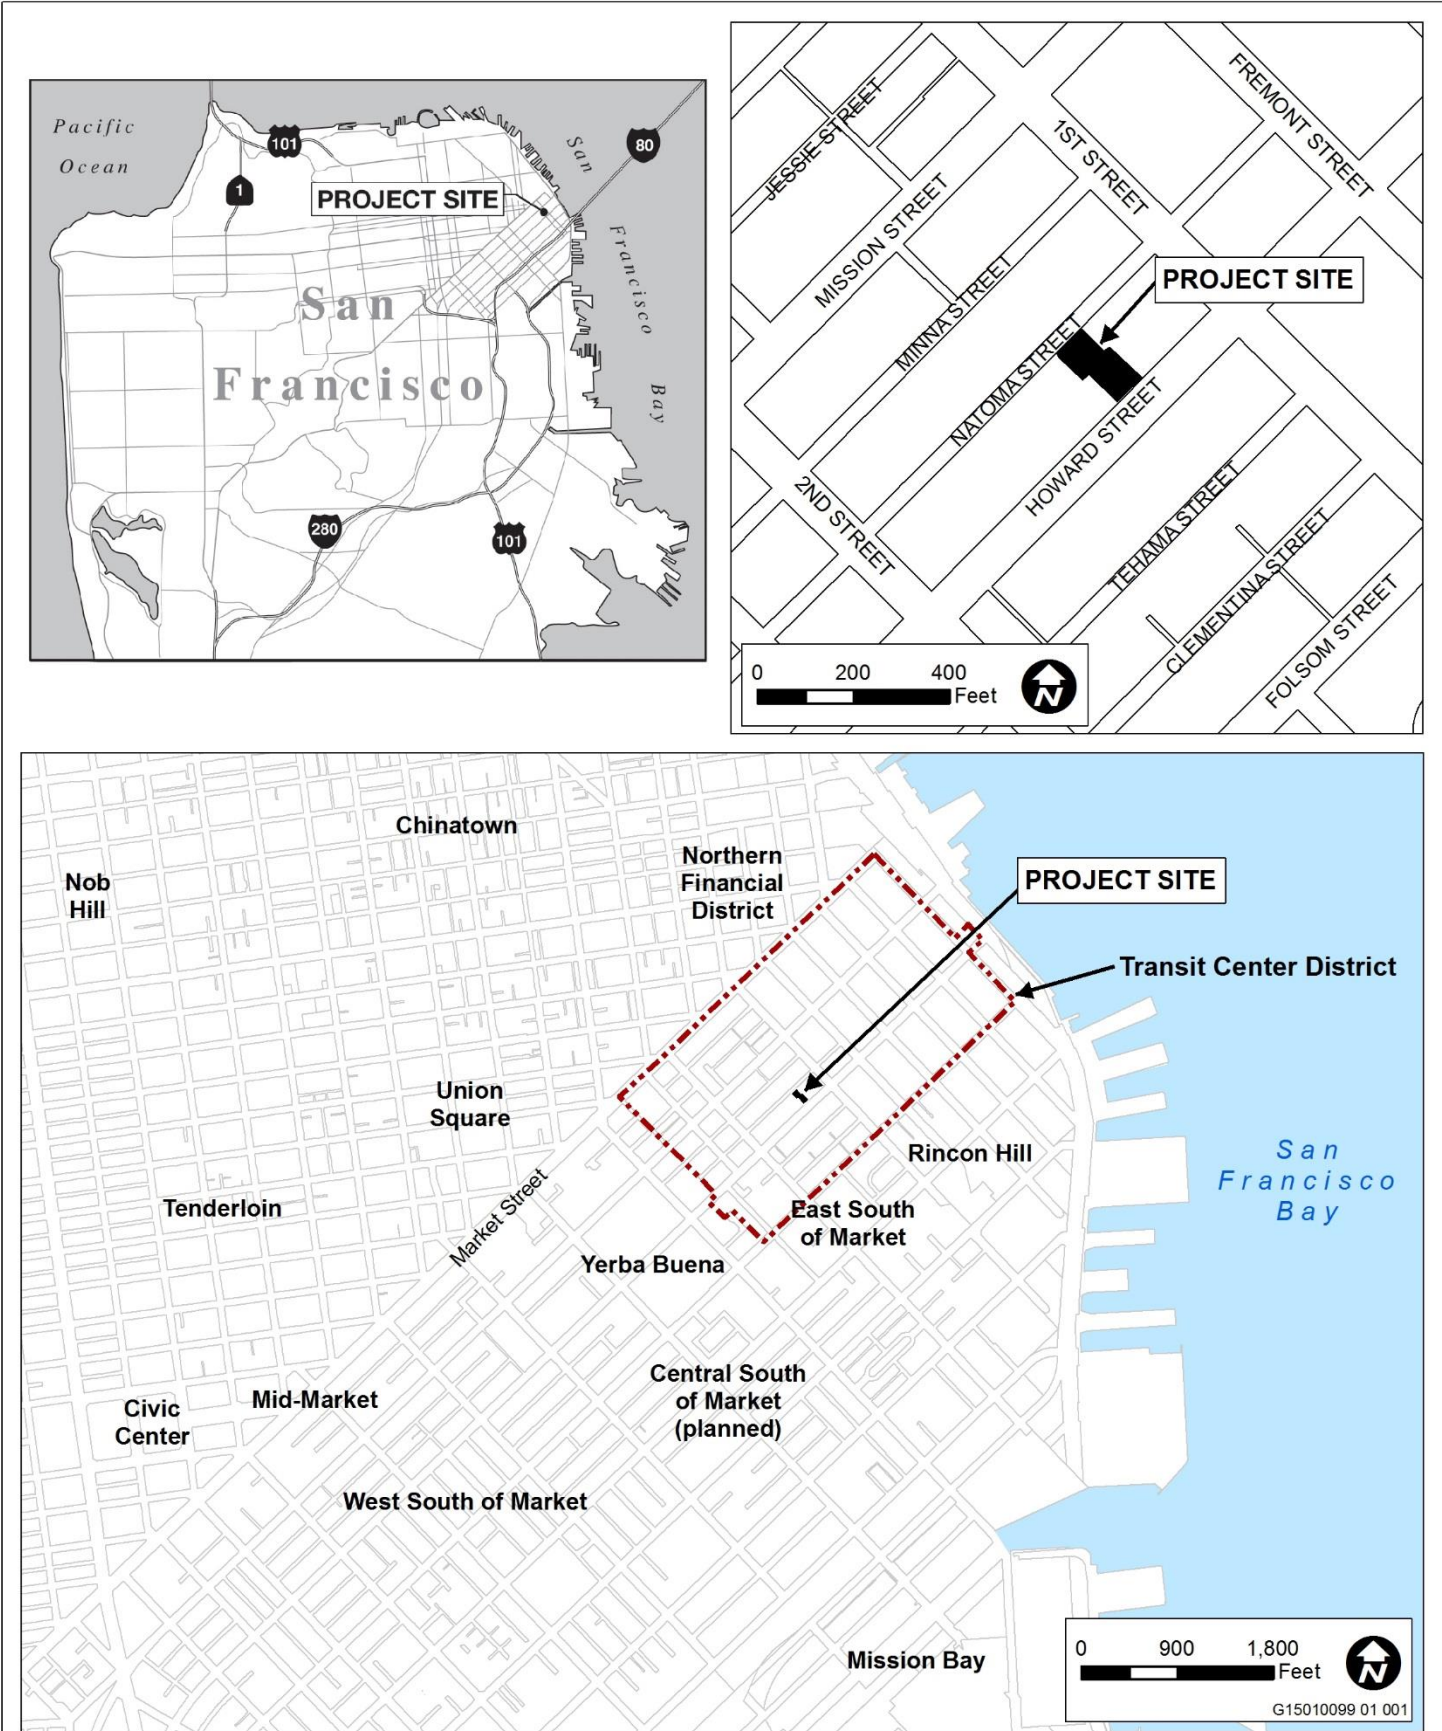 Pacific
Ocean
101
1
80
PROJECT SITE
San
Francisco
Bay
San
Francisco
280
101
JESSIE STREET
MISSION STREET
MINNA STREET
NATOMA STREET
1ST STREET
FREMONT STREET
PROJECT SITE
HOWARD STREET
2ND STREET
TEHAMA STREET
CLEMENTINA STREET
FOLSOM STREET
0 200 400
Feet
N
Chinatown
Nob
Hill
Northern
Financial
District
PROJECT SITE
Transit Center District
Union
Square
Rincon Hill
San
Francisco
Bay
Tenderloin
Market Street
East South
of Market
Yerba Buena
Central South
of Market
(planned)
Mid-Market
Civic
Center
West South of Market
Mission Bay
0 900 1,800
Feet
N
G15010099 01 001